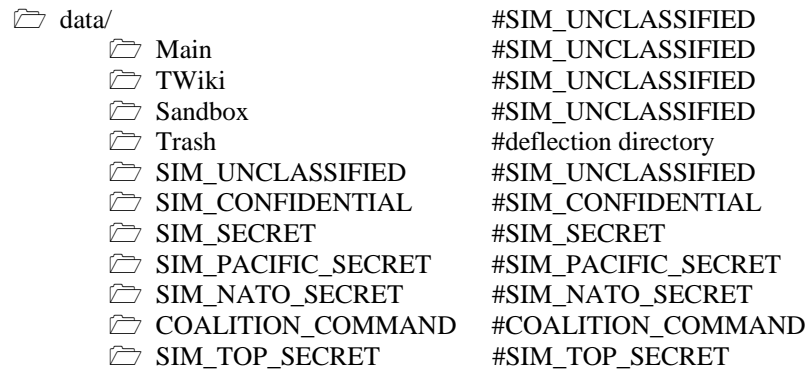 data/ #SIM_UNCLASSIFIED
Main #SIM_UNCLASSIFIED
TWiki #SIM_UNCLASSIFIED
Sandbox #SIM_UNCLASSIFIED
Trash #deflection directory
SIM_UNCLASSIFIED #SIM_UNCLASSIFIED
SIM_CONFIDENTIAL #SIM_CONFIDENTIAL
SIM_SECRET #SIM_SECRET
SIM_PACIFIC_SECRET #SIM_PACIFIC_SECRET
SIM_NATO_SECRET #SIM_NATO_SECRET
COALITION_COMMAND #COALITION_COMMAND
SIM_TOP_SECRET #SIM_TOP_SECRET